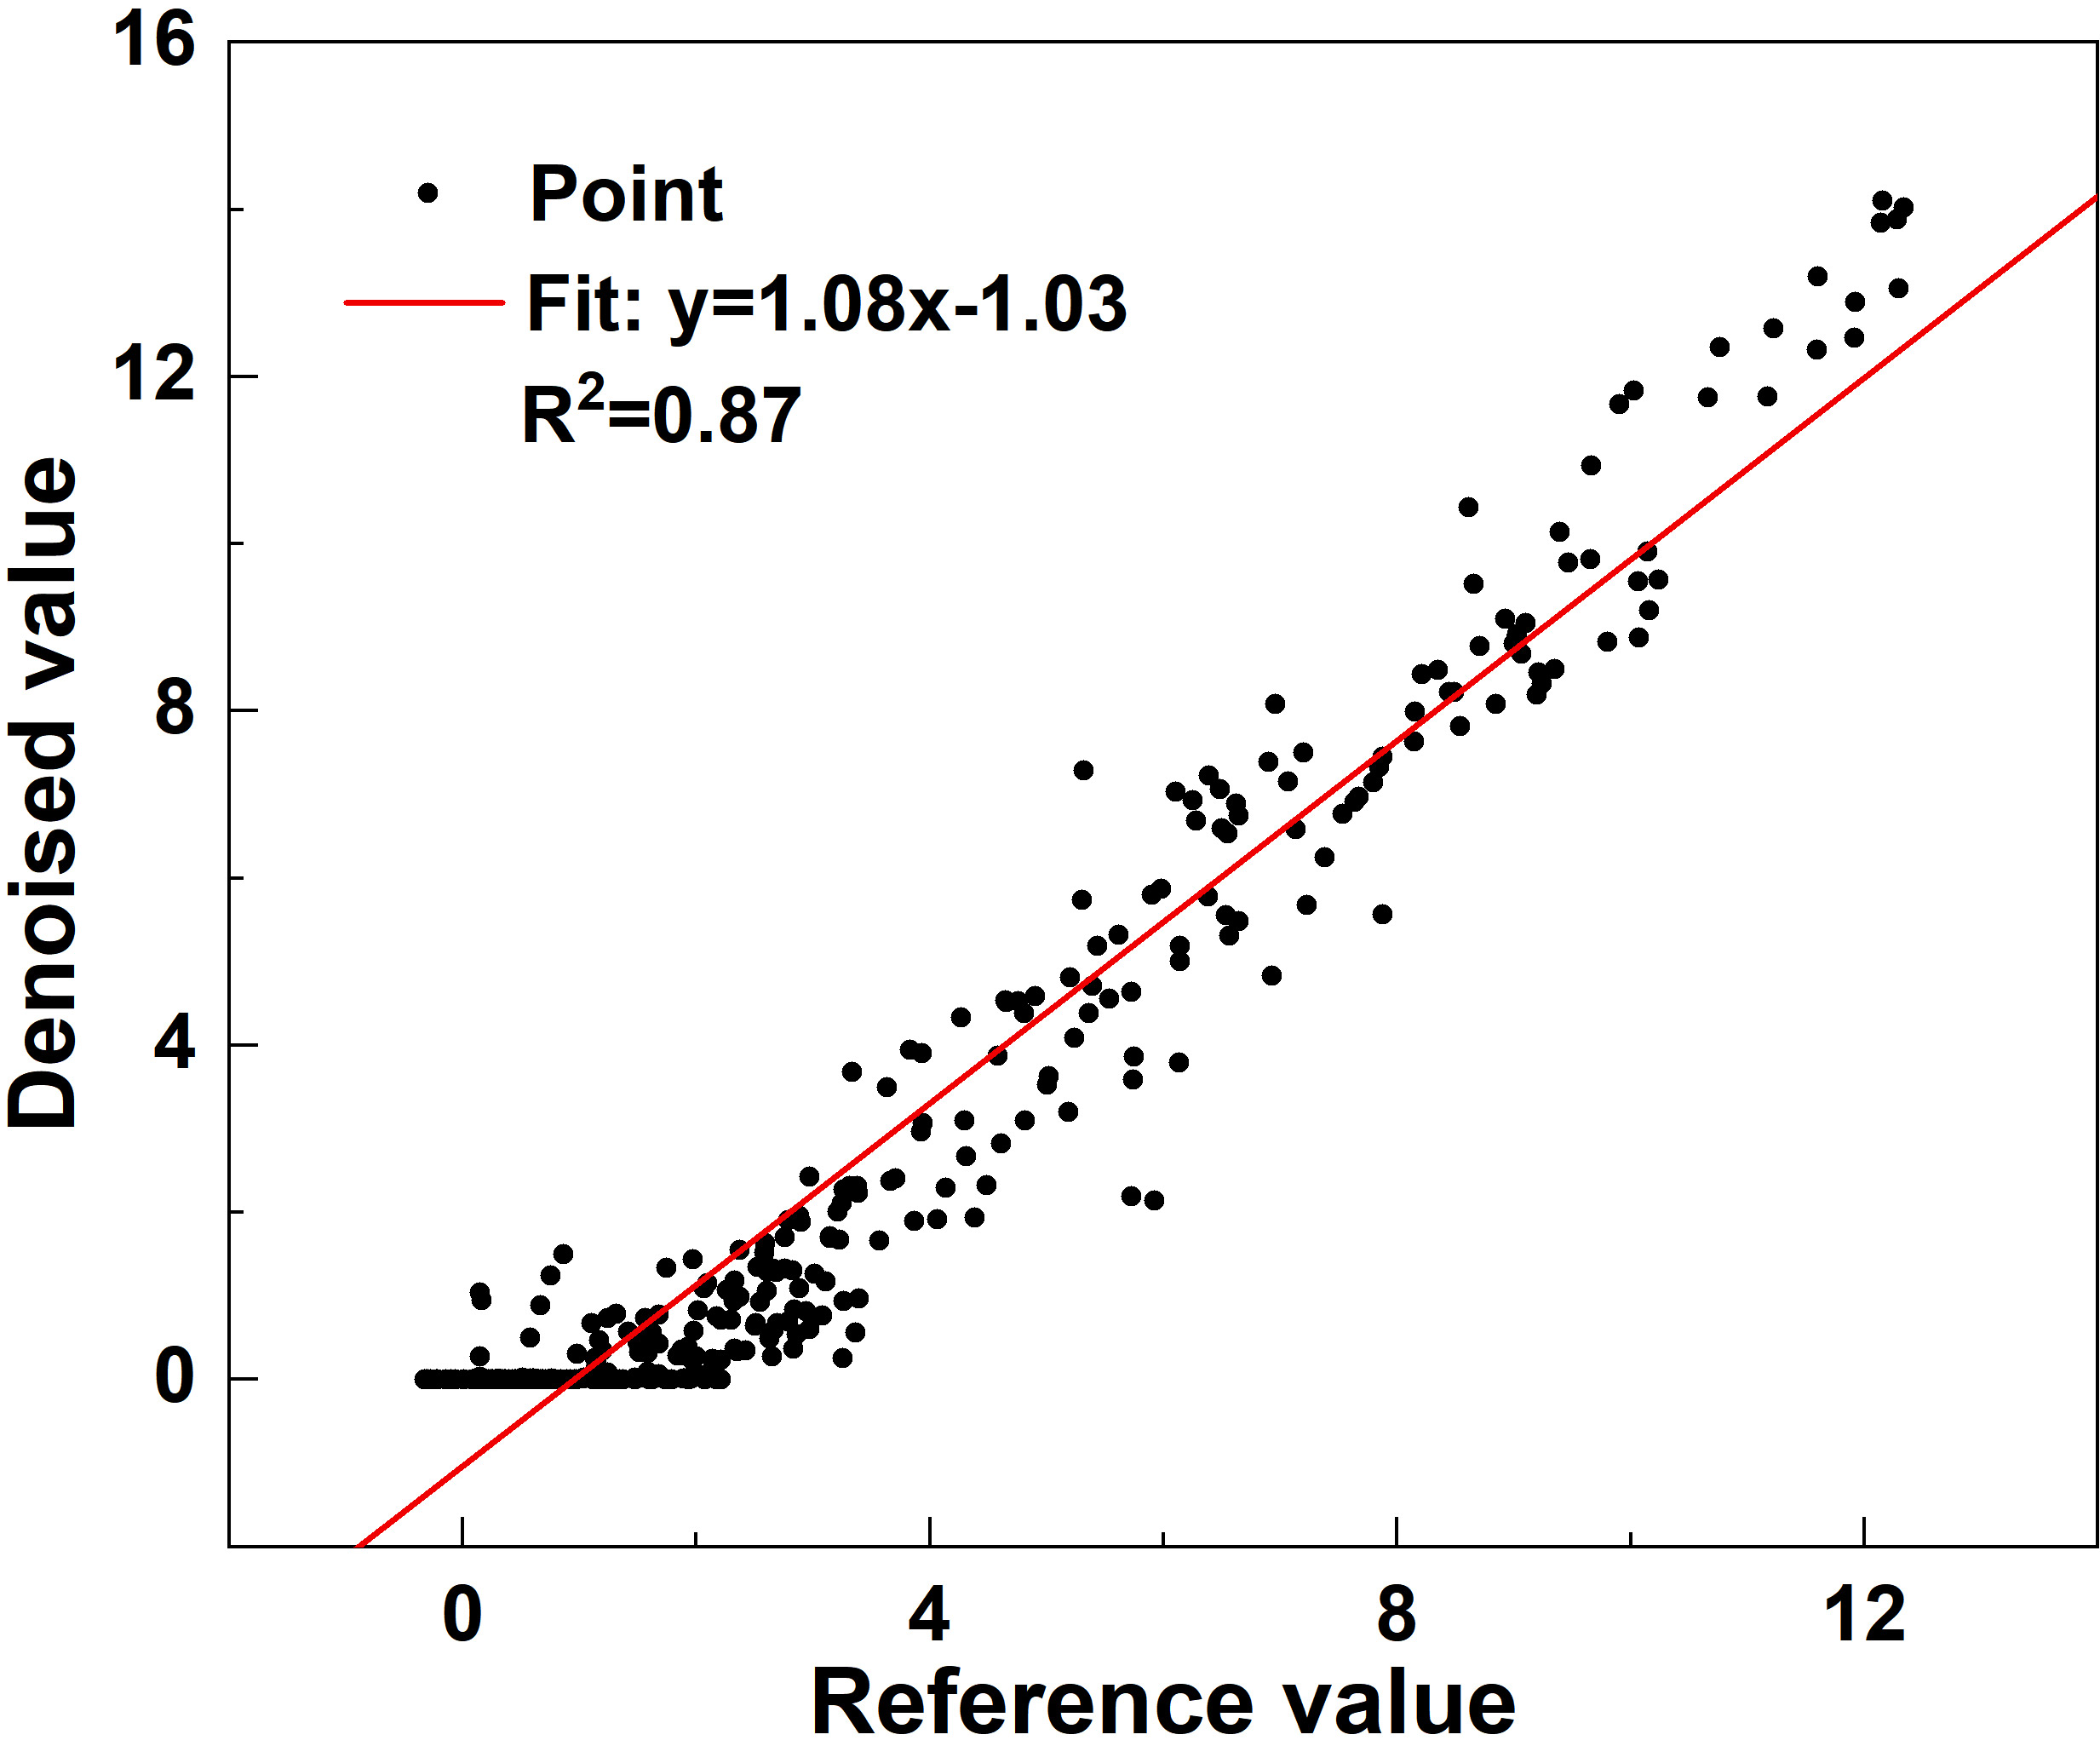 16
12
8
4
0
Denoised value
Point
Fit: y=1.08x-1.03
R²=0.87
0 4 8 12
Reference value